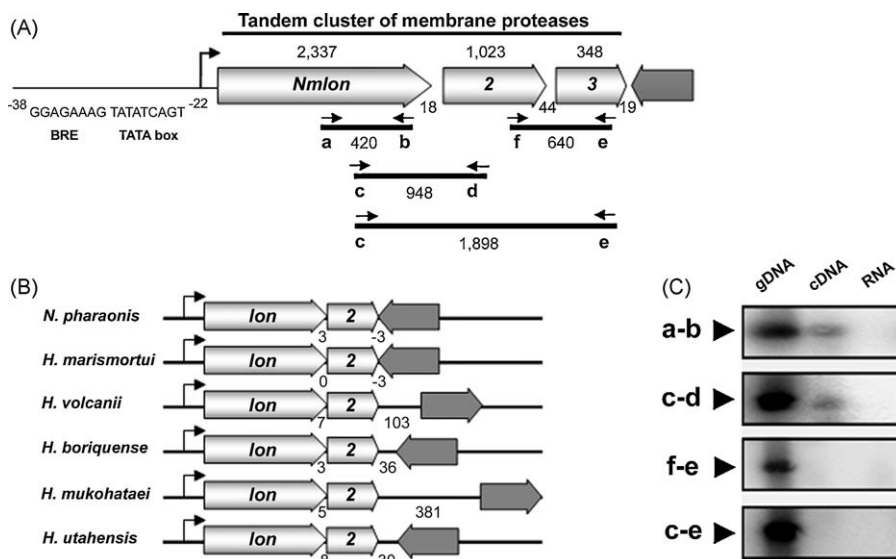 (A)
Tandem cluster of membrane proteases
2,337 1,023 348
Nmlon 2 3
18 44 19
-38 GGAGAAAG TATATCAGT -22
BRE TATA box
a 420 b f 640 e
c 948 d
c 1,898 e
(B)
N. pharaonis lon 2
3 -3
H. marismortui lon 2
0 -3
H. volcanii lon 2
7 103
H. boriquense lon 2
3 36
H. mukohataei lon 2
5 381
H. utahensis lon 2
(C)
gDNA cDNA RNA
a-b
c-d
f-e
c-e